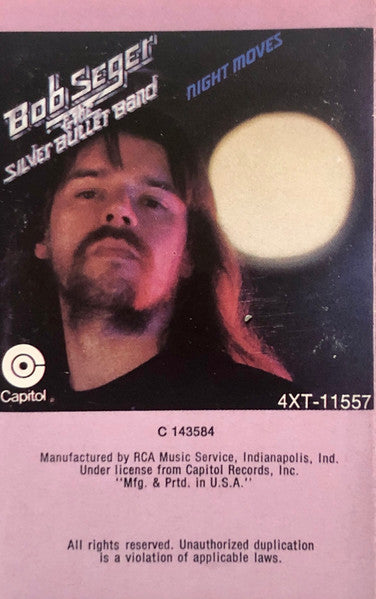 Bob Seger
& THE
SILVER BULLET Band
NIGHT MOVES
Capitol®
4XT-11557
C 143584
Manufactured by RCA Music Service, Indianapolis, Ind.
Under license from Capitol Records, Inc.
"Mfg. & Prtd. in U.S.A."
All rights reserved. Unauthorized duplication
is a violation of applicable laws.